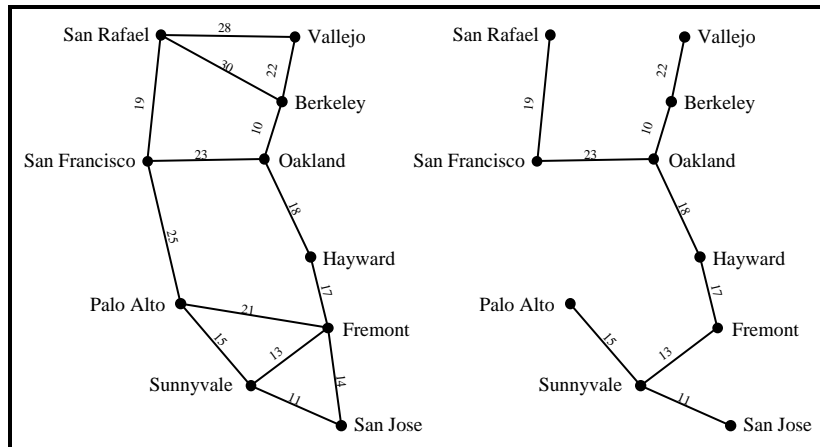 San Rafael
28
Vallejo
30
22
19
Berkeley
10
San Francisco
23
Oakland
18
25
Hayward
17
Palo Alto
21
Fremont
15
13
14
Sunnyvale
11
San Jose
San Rafael
Vallejo
22
19
Berkeley
10
San Francisco
23
Oakland
18
Hayward
17
Palo Alto
Fremont
15
13
Sunnyvale
11
San Jose